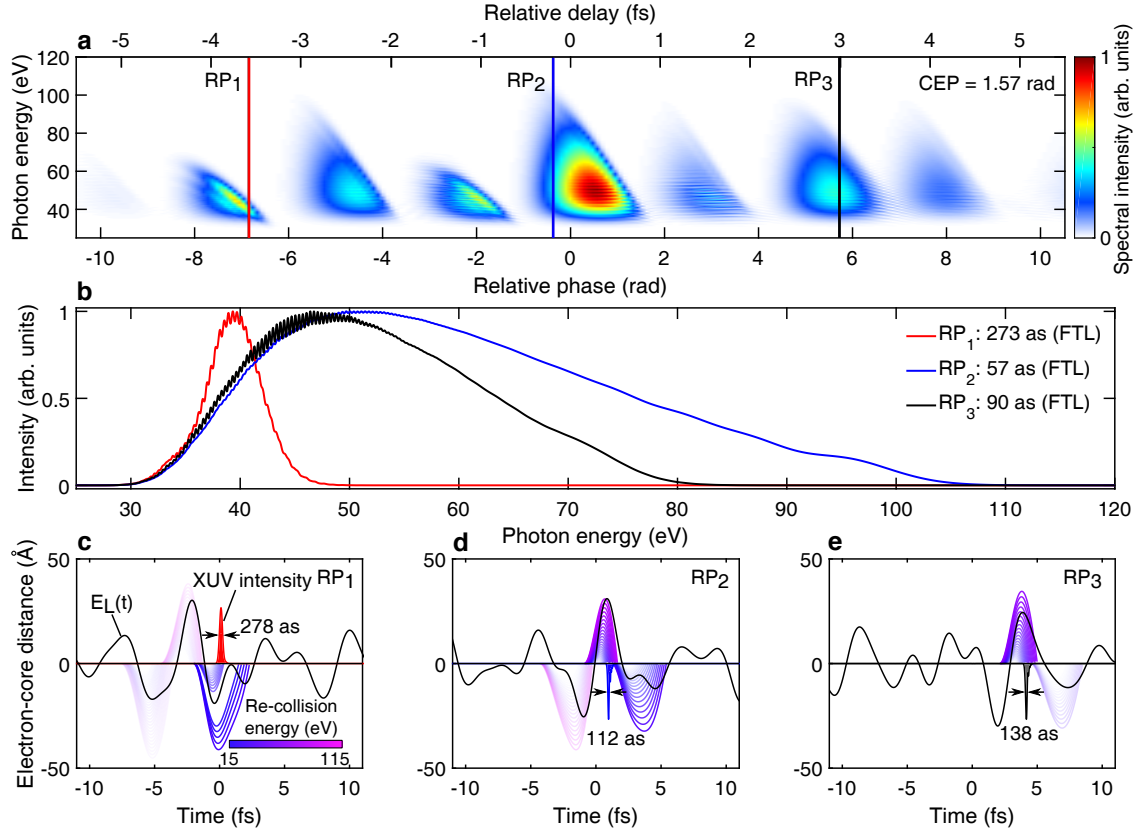 Relative delay (fs)
a
-5 -4 -3 -2 -1 0 1 2 3 4 5
Photon energy (eV)
120
100
80
60
40
RP1
RP2
RP3
CEP = 1.57 rad
1
0
Spectral intensity (arb. units)
-10 -8 -6 -4 -2 0 2 4 6 8 10
Relative phase (rad)
b
Intensity (arb. units)
1
0.5
0
RP1: 273 as (FTL)
RP2: 57 as (FTL)
RP3: 90 as (FTL)
30 40 50 60 70 80 90 100 110 120
Photon energy (eV)
c
Electron-core distance (Å)
50
0
-50
XUV intensity
RP1
EL(t)
278 as
Re-collision
energy (eV)
15 115
-10 -5 0 5 10
Time (fs)
d
50
0
-50
RP2
112 as
-10 -5 0 5 10
Time (fs)
e
50
0
-50
RP3
138 as
-10 -5 0 5 10
Time (fs)